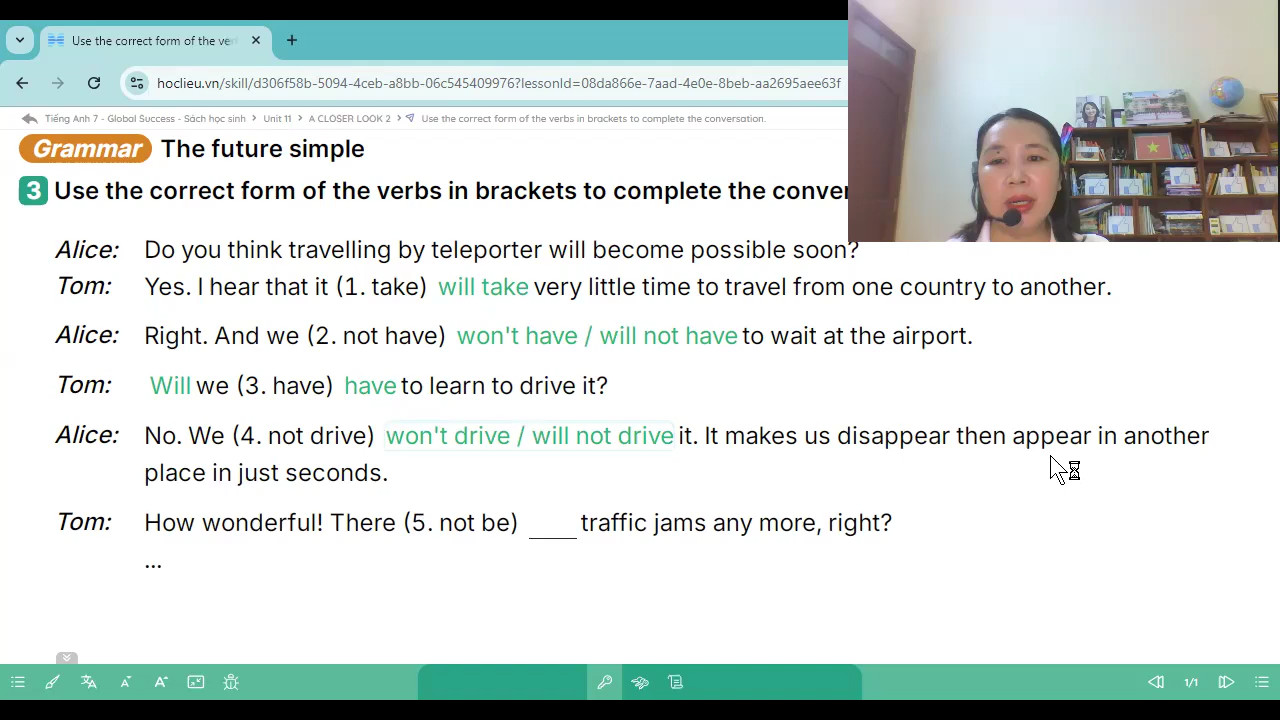 Use the correct form of the ve
hoclieu.vn/skill/d306f58b-5094-4ceb-a8bb-06c545409976?lessonId=08da866e-7aad-4e0e-8beb-aa2695aee63f
Tiếng Anh 7 - Global Success - Sách học sinh > Unit 11 > A CLOSER LOOK 2 > Use the correct form of the verbs in brackets to complete the conversation.
Grammar The future simple
3 Use the correct form of the verbs in brackets to complete the conver
Alice: Do you think travelling by teleporter will become possible soon?
Tom: Yes. I hear that it (1. take) will take very little time to travel from one country to another.
Alice: Right. And we (2. not have) won't have / will not have to wait at the airport.
Tom: Will we (3. have) have to learn to drive it?
Alice: No. We (4. not drive) won't drive / will not drive it. It makes us disappear then appear in another
place in just seconds.
Tom: How wonderful! There (5. not be) ____ traffic jams any more, right?
...
1/1